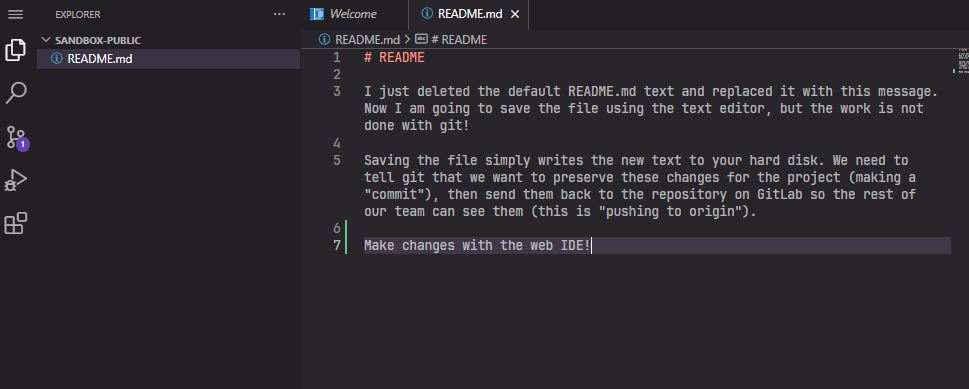 EXPLORER ...
Welcome
README.md
SANDBOX-PUBLIC
README.md
README.md > # README
1 # README
2
3 I just deleted the default README.md text and replaced it with this message.
Now I am going to save the file using the text editor, but the work is not
done with git!
4
5 Saving the file simply writes the new text to your hard disk. We need to
tell git that we want to preserve these changes for the project (making a
"commit"), then send them back to the repository on GitLab so the rest of
our team can see them (this is "pushing to origin").
6
7 Make changes with the web IDE!
1